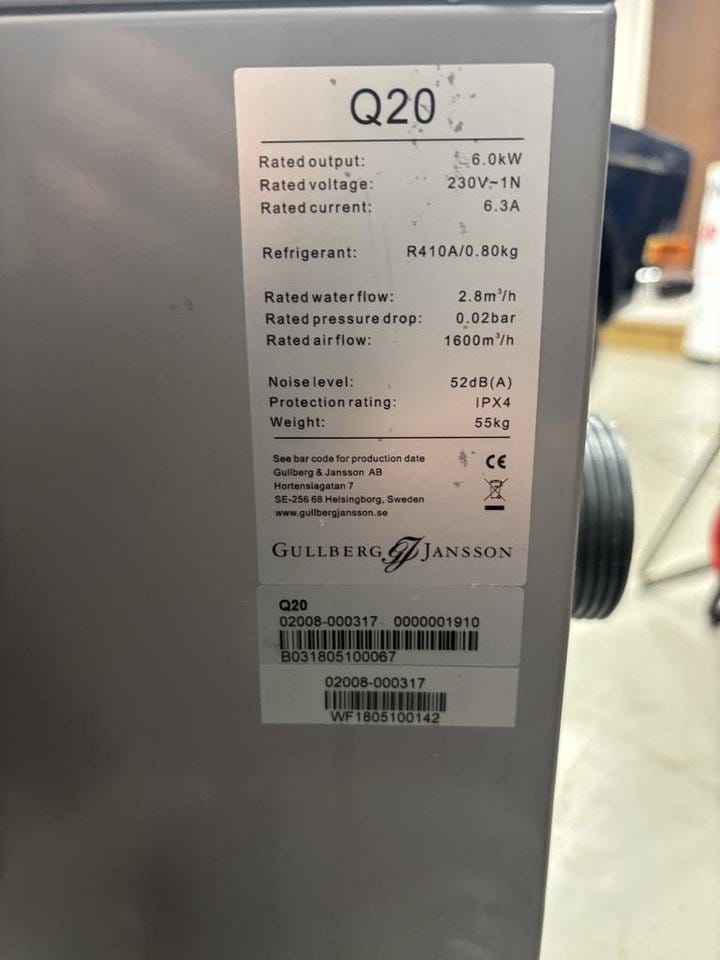 Q20
Rated output: 6.0kW
Rated voltage: 230V~1N
Rated current: 6.3A
Refrigerant: R410A/0.80kg
Rated water flow: 2.8m³/h
Rated pressure drop: 0.02bar
Rated air flow: 1600m³/h
Noise level: 52dB(A)
Protection rating: IPX4
Weight: 55kg
See bar code for production date
Gullberg & Jansson AB
Hortensiagatan 7
SE-256 68 Helsingborg, Sweden
www.gullbergjansson.se
CE
GULLBERG GJ JANSSON
Q20
02008-000317 0000001910
B031805100067
02008-000317
WF1805100142